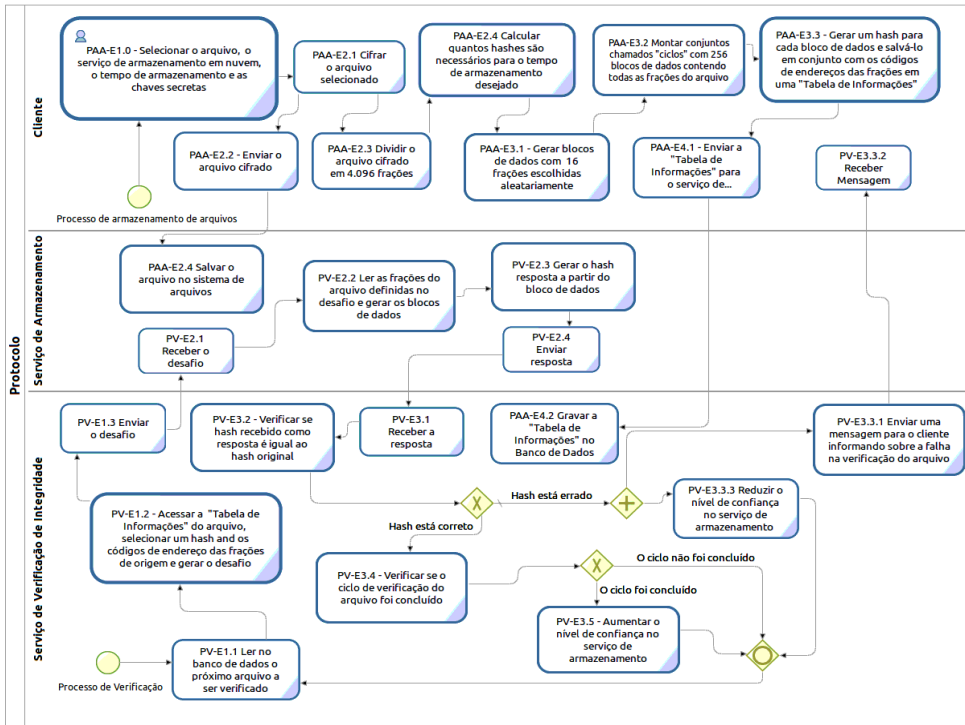 Protocolo
Cliente
PAA-E1.0 - Selecionar o arquivo, o
serviço de armazenamento em nuvem,
o tempo de armazenamento e as
chaves secretas
PAA-E2.1 Cifrar
o arquivo
selecionado
PAA-E2.4 Calcular
quantos hashes são
necessários para o tempo
de armazenamento
desejado
PAA-E3.2 Montar conjuntos
chamados "ciclos" com 256
blocos de dados contendo
todas as frações do arquivo
PAA-E3.3 - Gerar um hash para
cada bloco de dados e salvá-lo
em conjunto com os códigos
de endereços das frações em
uma "Tabela de Informações"
PAA-E2.2 - Enviar o
arquivo cifrado
PAA-E2.3 Dividir o
arquivo cifrado
em 4.096 frações
PAA-E3.1 - Gerar blocos
de dados com 16
frações escolhidas
aleatariamente
PAA-E4.1 - Enviar a
"Tabela de
Informações" para
o serviço de...
PV-E3.3.2
Receber
Mensagem
Processo de armazenamento de arquivos
Serviço de Armazenamento
PAA-E2.4 Salvar o
arquivo no sistema de
arquivos
PV-E2.2 Ler as frações do
arquivo definidas no
desafio e gerar os blocos
de dados
PV-E2.3 Gerar o hash
resposta a partir do
bloco de dados
PV-E2.1
Receber o
desafio
PV-E2.4
Enviar
resposta
Serviço de Verificação de Integridade
PV-E1.3 Enviar
o desafio
PV-E3.2 - Verificar se
hash recebido como
resposta é igual ao
hash original
PV-E3.1
Receber a
resposta
PAA-E4.2 Gravar a
"Tabela de
Informações" no
Banco de Dados
PV-E3.3.1 Enviar uma
mensagem para o cliente
informando sobre a falha
na verificação do arquivo
Hash está errado
PV-E3.3.3 Reduzir o
nível de confiança
no serviço de
armazenamento
Hash está correto
PV-E1.2 - Acessar a "Tabela de
Informações" do arquivo,
selecionar um hash and os
códigos de endereço das frações
de origem e gerar o desafio
PV-E3.4 - Verificar se o
ciclo de verificação do
arquivo foi concluído
O ciclo não foi concluído
O ciclo foi concluído
PV-E3.5 - Aumentar o
nível de confiança no
serviço de
armazenamento
PV-E1.1 Ler no
banco de dados o
próximo arquivo a
ser verificado
Processo de Verificação